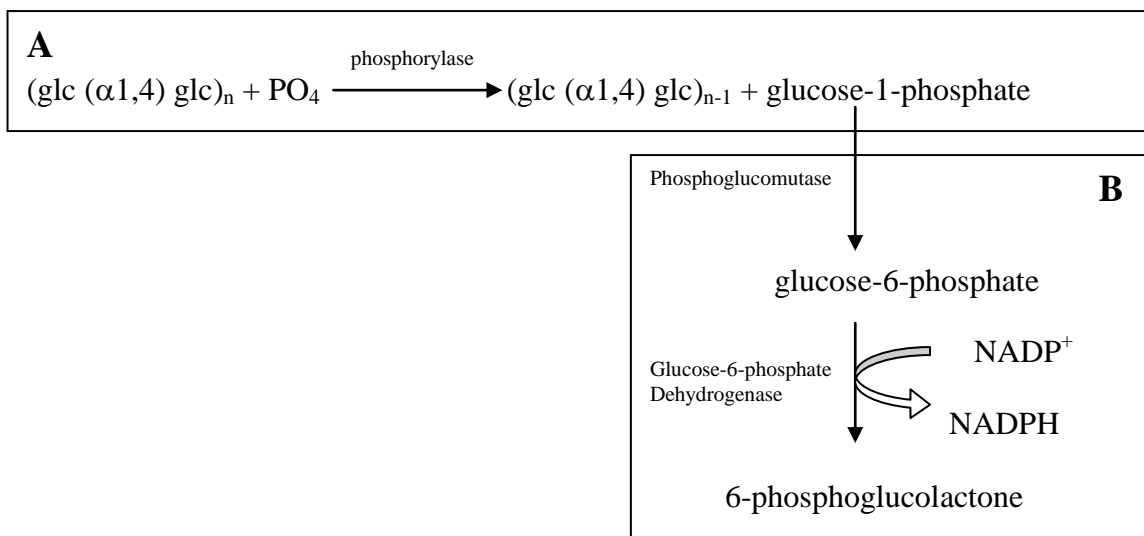 A
phosphorylase
(glc (α1,4) glc)n + PO4 (glc (α1,4) glc)n-1 + glucose-1-phosphate
Phosphoglucomutase
B
glucose-6-phosphate
NADP+
Glucose-6-phosphate
Dehydrogenase
NADPH
6-phosphoglucolactone